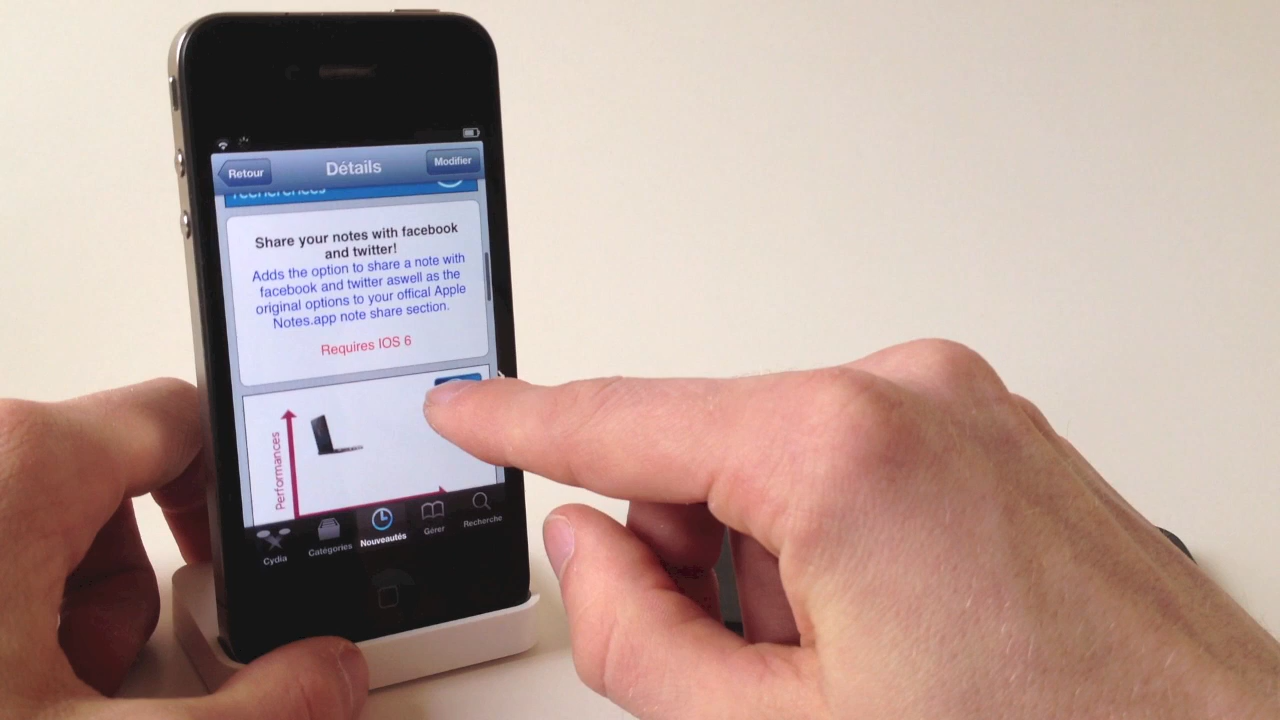 Retour
Détails
Modifier
recherences
Share your notes with facebook
and twitter!
Adds the option to share a note with
facebook and twitter aswell as the
original options to your offical Apple
Notes.app note share section.
Requires IOS 6
Performances
Cydia
Catégories
Nouveautés
Gérer
Recherche